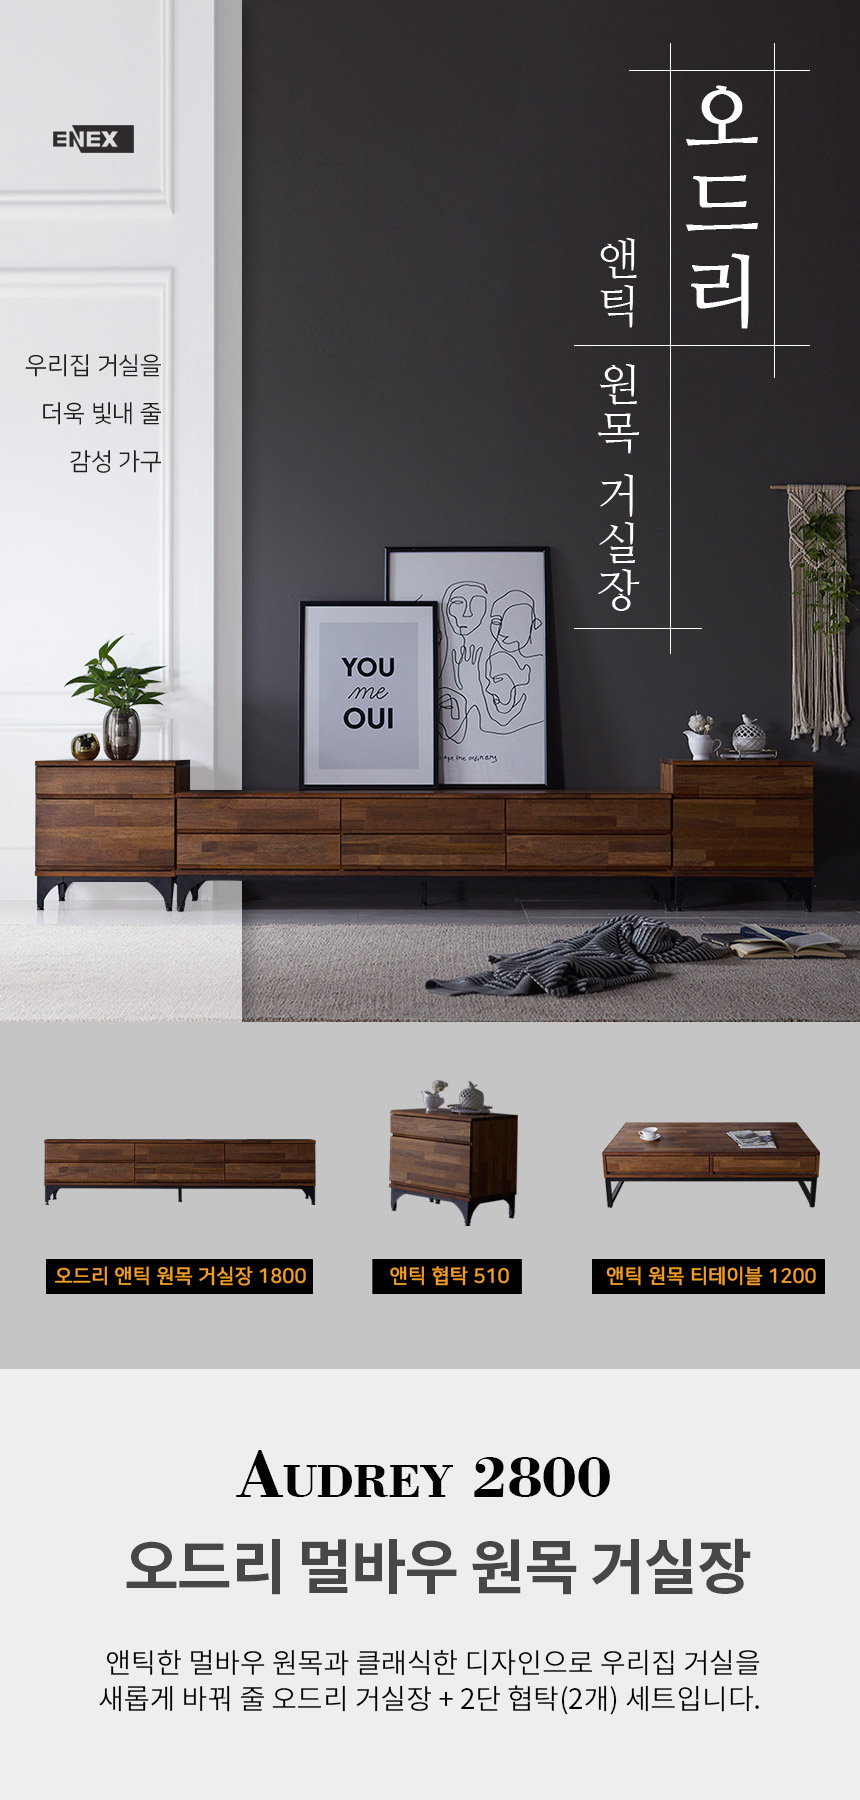 ENEX
오드리
앤틱 원목 거실장
우리집 거실을
더욱 빛내 줄
감성 가구
YOU
me
OUI
ape the ordinary
오드리 앤틱 원목 거실장 1800
앤틱 협탁 510
앤틱 원목 티테이블 1200
AUDREY 2800
오드리 멀바우 원목 거실장
앤틱한 멀바우 원목과 클래식한 디자인으로 우리집 거실을
새롭게 바꿔 줄 오드리 거실장 + 2단 협탁(2개) 세트입니다.